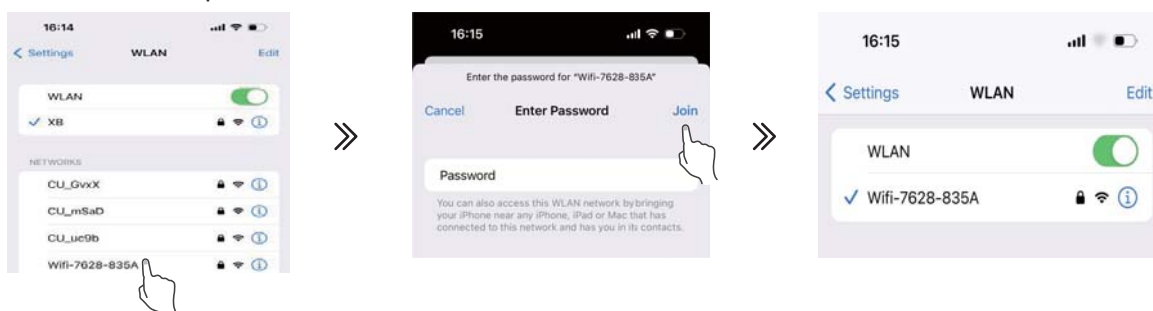 16:14
Settings WLAN Edit
WLAN
XB
NETWORKS
CU_GvxX
CU_mSaD
CU_uc9b
Wifi-7628-835A
16:15
Enter the password for "Wifi-7628-835A"
Cancel Enter Password Join
Password
You can also access this WLAN network by bringing
your iPhone near any iPhone, iPad or Mac that has
connected to this network and has you in its contacts.
16:15
Settings WLAN Edit
WLAN
Wifi-7628-835A